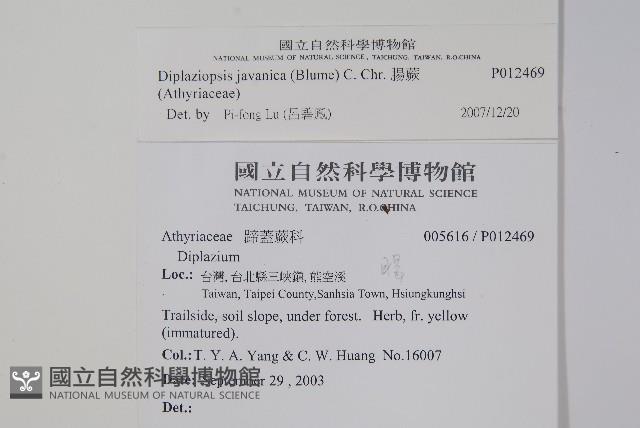 國立自然科學博物館
NATIONAL MUSEUM OF NATURAL SCIENCE, TAICHUNG, TAIWAN, R.O.CHINA
Diplaziopsis javanica (Blume) C. Chr. 腸蕨 P012469
(Athyriaceae)
Det. by Pi-fong Lu (呂碧鳳) 2007/12/20
國立自然科學博物館
NATIONAL MUSEUM OF NATURAL SCIENCE
TAICHUNG, TAIWAN, R.O.CHINA
Athyriaceae 蹄蓋蕨科 005616 / P012469
Diplazium
Loc.: 台灣, 台北縣三峽鎮, 熊空溪
Taiwan, Taipei County,Sanhsia Town, Hsiungkunghsi
Trailside, soil slope, under forest. Herb, fr. yellow
(immatured).
Col.: T. Y. A. Yang & C. W. Huang No.16007
Date: September 29 , 2003
Det.:
國立自然科學博物館
NATIONAL MUSEUM OF NATURAL SCIENCE